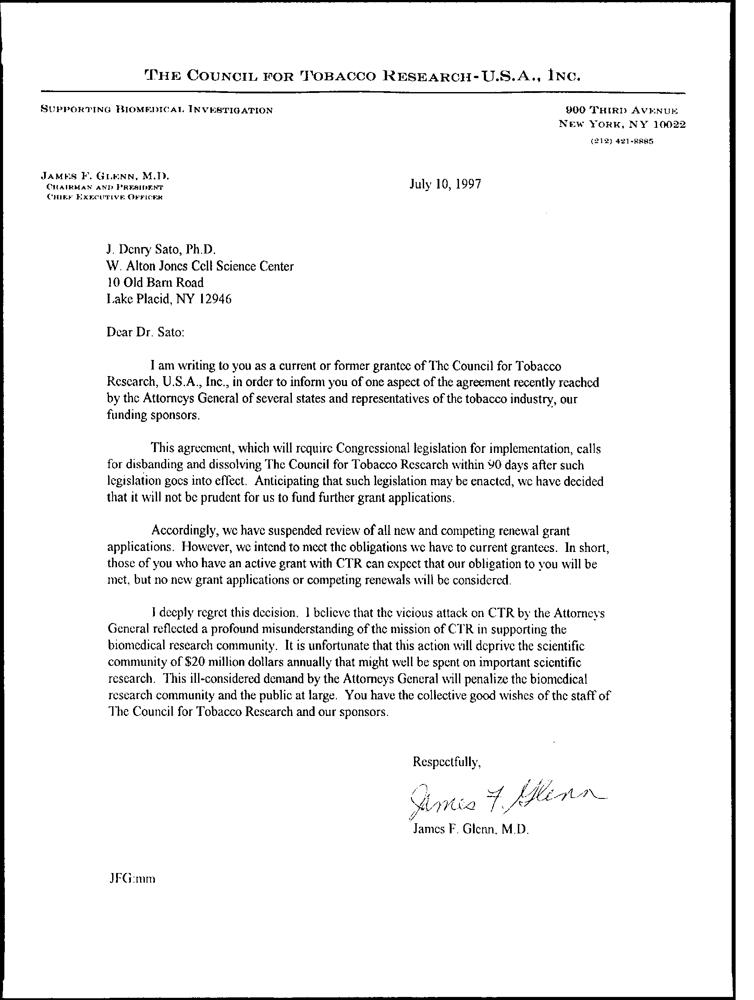 THE COUNCIL FOR TOBACCO RESEARCH-U.S.A., INC.
SUPPORTING BIOMEDICAL INVESTIGATION
900 THIRD AVENUE
NEW YORK, NY 10022
(212) 421-8885
JAMES F. GLENN, M.D.
CHAIRMAN AND PRESIDENT
CHIEF EXECUTIVE OFFICER
July 10, 1997
J. Denry Sato, Ph.D.
W. Alton Jones Cell Science Center
10 Old Barn Road
Lake Placid, NY 12946
Dear Dr. Sato:
I am writing to you as a current or former grantee of The Council for Tobacco
Research, U.S.A., Inc., in order to inform you of one aspect of the agreement recently reached
by the Attorneys General of several states and representatives of the tobacco industry, our
funding sponsors.
This agreement, which will require Congressional legislation for implementation, calls
for disbanding and dissolving The Council for Tobacco Research within 90 days after such
legislation goes into effect. Anticipating that such legislation may be enacted, we have decided
that it will not be prudent for us to fund further grant applications.
Accordingly, we have suspended review of all new and competing renewal grant
applications. However, we intend to meet the obligations we have to current grantees. In short,
those of you who have an active grant with CTR can expect that our obligation to you will be
met, but no new grant applications or competing renewals will be considered.
I deeply regret this decision. I believe that the vicious attack on CTR by the Attorneys
General reflected a profound misunderstanding of the mission of CTR in supporting the
biomedical research community. It is unfortunate that this action will deprive the scientific
community of $20 million dollars annually that might well be spent on important scientific
research. This ill-considered demand by the Attorneys General will penalize the biomedical
research community and the public at large. You have the collective good wishes of the staff of
The Council for Tobacco Research and our sponsors.
Respectfully,
James F. Glenn
James F. Glenn, M.D.
JFG:mm